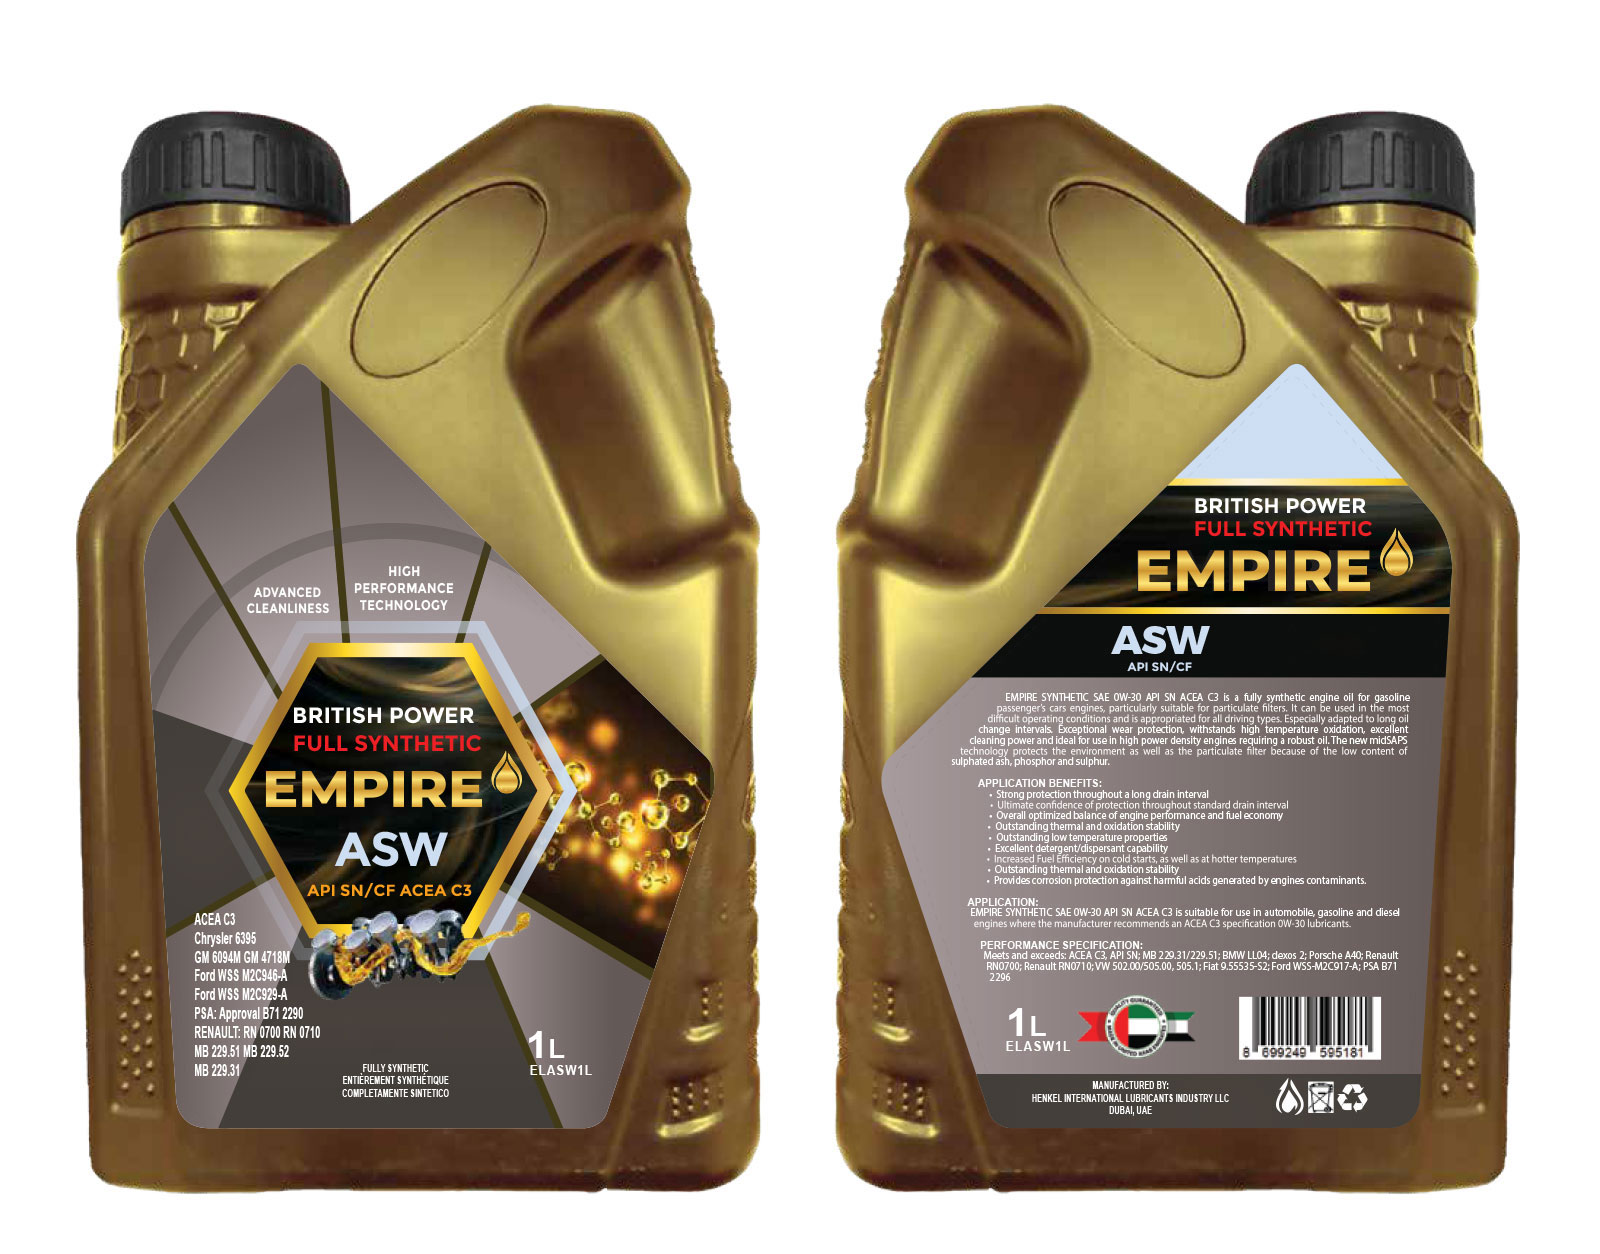 ADVANCED
CLEANLINESS
HIGH
PERFORMANCE
TECHNOLOGY
BRITISH POWER
FULL SYNTHETIC
EMPIRE
ASW
API SN/CF ACEA C3
ACEA C3
Chrysler 6395
GM 6094M GM 4718M
Ford WSS M2C946-A
Ford WSS M2C929-A
PSA: Approval B71 2290
RENAULT: RN 0700 RN 0710
MB 229.51 MB 229.52
MB 229.31
FULLY SYNTHETIC
ENTIÈREMENT SYNTHÉTIQUE
COMPLETAMENTE SINTETICO
1L
ELASW1L
BRITISH POWER
FULL SYNTHETIC
EMPIRE
ASW
API SN/CF
EMPIRE SYNTHETIC SAE 0W-30 API SN ACEA C3 is a fully synthetic engine oil for gasoline
passenger's cars engines, particularly suitable for particulate filters. It can be used in the most
difficult operating conditions and is appropriated for all driving types. Especially adapted to long oil
change intervals. Exceptional wear protection, withstands high temperature oxidation, excellent
cleaning power and ideal for use in high power density engines requiring a robust oil. The new midSAPS
technology protects the environment as well as the particulate filter because of the low content of
sulphated ash, phosphor and sulphur.
APPLICATION BENEFITS:
• Strong protection throughout a long drain interval
• Ultimate confidence of protection throughout standard drain interval
• Overall optimized balance of engine performance and fuel economy
• Outstanding thermal and oxidation stability
• Outstanding low temperature properties
• Excellent detergent/dispersant capability
• Increased Fuel Efficiency on cold starts, as well as at hotter temperatures
• Outstanding thermal and oxidation stability
• Provides corrosion protection against harmful acids generated by engines contaminants.
APPLICATION:
EMPIRE SYNTHETIC SAE 0W-30 API SN ACEA C3 is suitable for use in automobile, gasoline and diesel
engines where the manufacturer recommends an ACEA C3 specification 0W-30 lubricants.
PERFORMANCE SPECIFICATION:
Meets and exceeds: ACEA C3, API SN; MB 229.31/229.51; BMW LL04; dexos 2; Porsche A40; Renault
RN0700; Renault RN0710; VW 502.00/505.00, 505.1; Fiat 9.55535-S2; Ford WSS-M2C917-A; PSA B71
2296
1L
ELASW1L
QUALITY GUARANTEED
8 699249 595181
MANUFACTURED BY:
HENKEL INTERNATIONAL LUBRICANTS INDUSTRY LLC
DUBAI, UAE